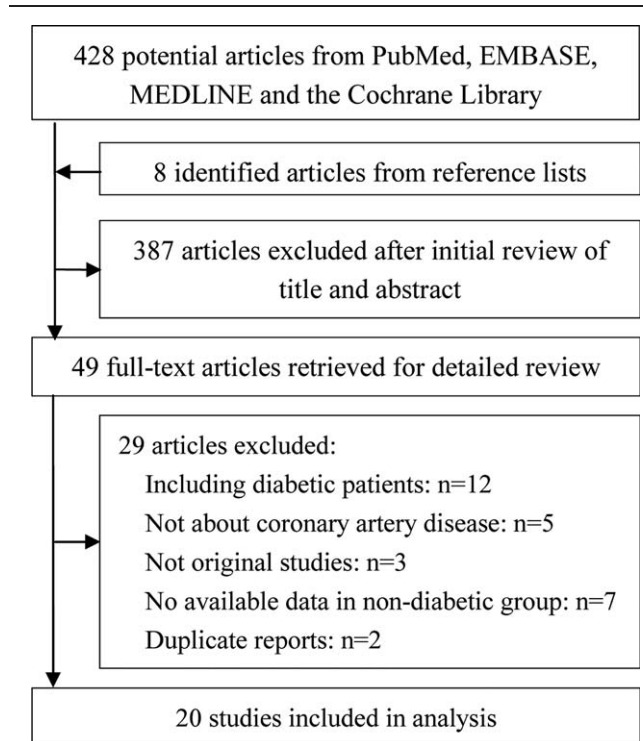 428 potential articles from PubMed, EMBASE,
MEDLINE and the Cochrane Library
8 identified articles from reference lists
387 articles excluded after initial review of
title and abstract
49 full-text articles retrieved for detailed review
29 articles excluded:
Including diabetic patients: n=12
Not about coronary artery disease: n=5
Not original studies: n=3
No available data in non-diabetic group: n=7
Duplicate reports: n=2
20 studies included in analysis